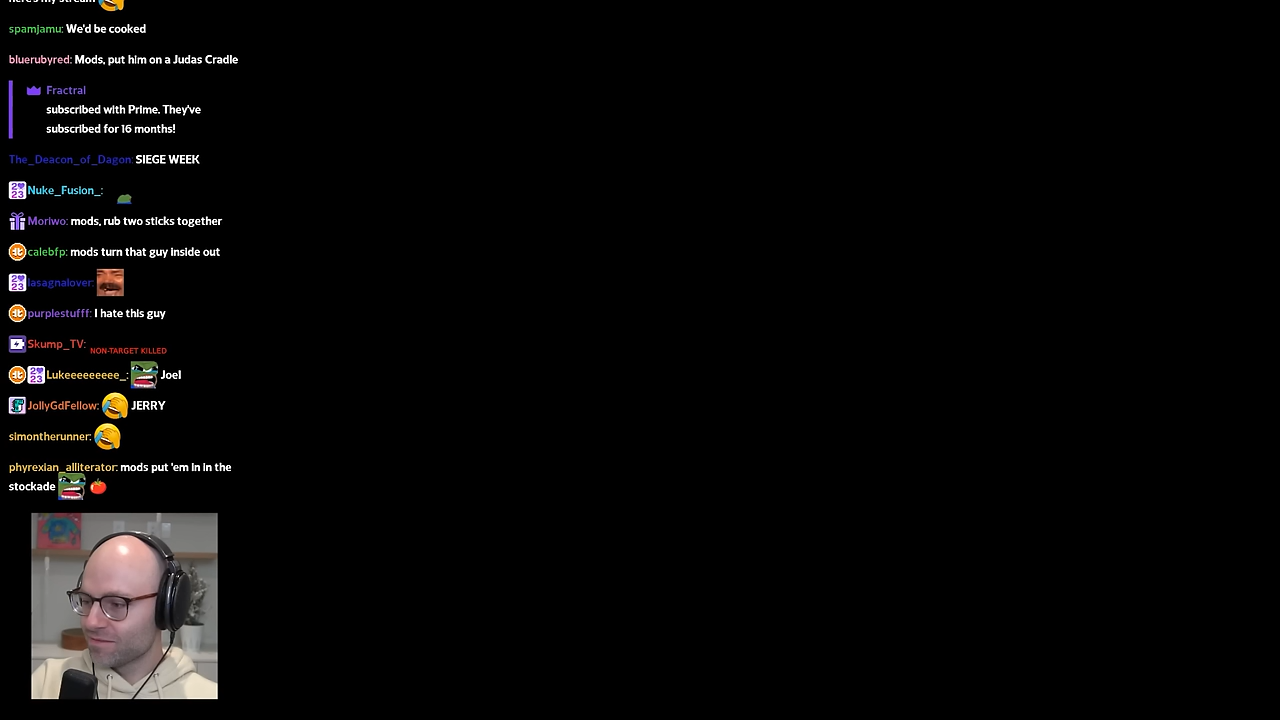 here's my stream
spamjamu: We'd be cooked
bluerubyred: Mods, put him on a Judas Cradle
Fractral
subscribed with Prime. They've
subscribed for 16 months!
The_Deacon_of_Dagon: SIEGE WEEK
Nuke_Fusion_:
Moriwo: mods, rub two sticks together
calebfp: mods turn that guy inside out
lasagnalover:
purplestufff: I hate this guy
Skump_TV: NON-TARGET KILLED
Lukeeeeeeeee_: Joel
JollyGdFellow: JERRY
simontherunner:
phyrexian_alliterator: mods put 'em in in the
stockade